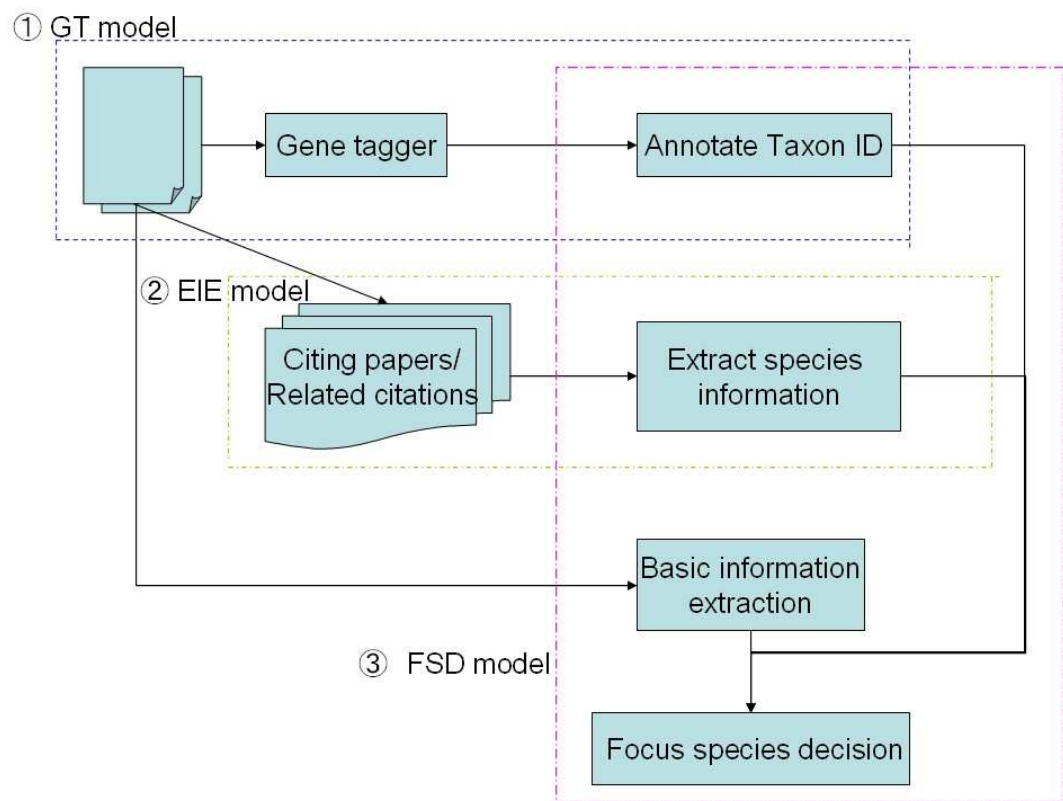 ① GT model
Gene tagger
Annotate Taxon ID
② EIE model
Citing papers/
Related citations
Extract species
information
Basic information
extraction
③ FSD model
Focus species decision